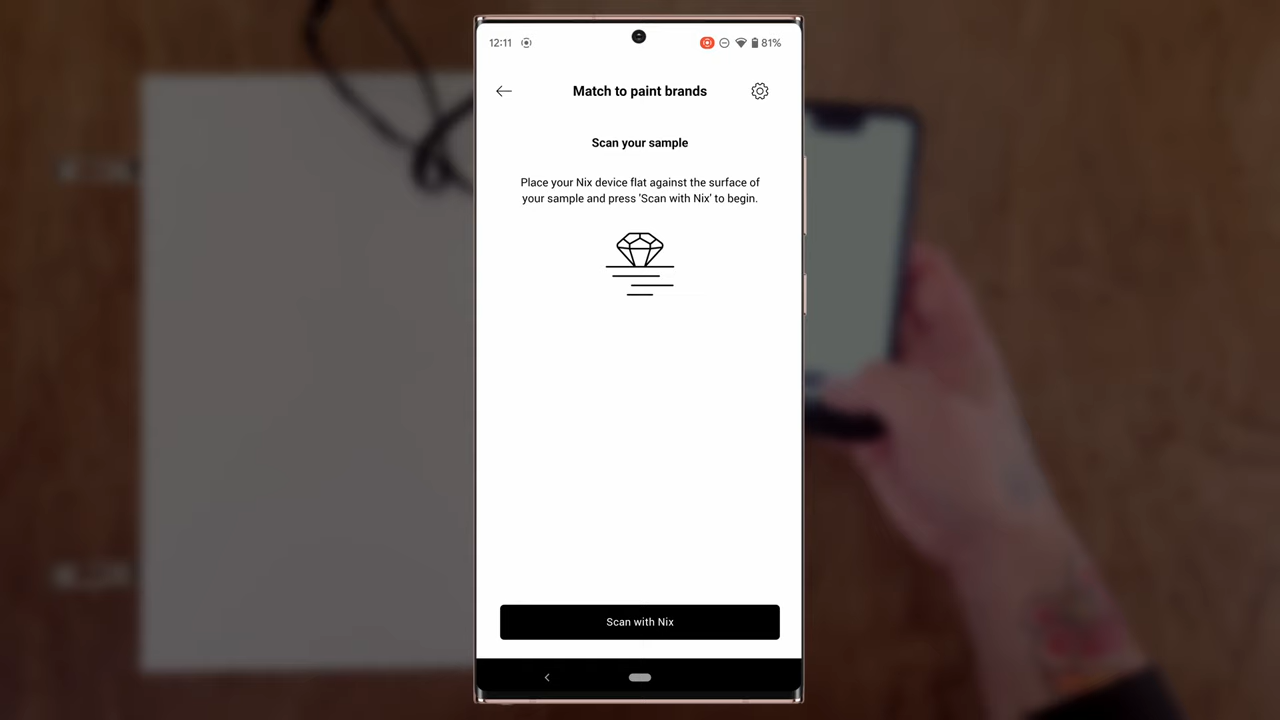 12:11
81%
Match to paint brands
Scan your sample
Place your Nix device flat against the surface of
your sample and press 'Scan with Nix' to begin.
Scan with Nix